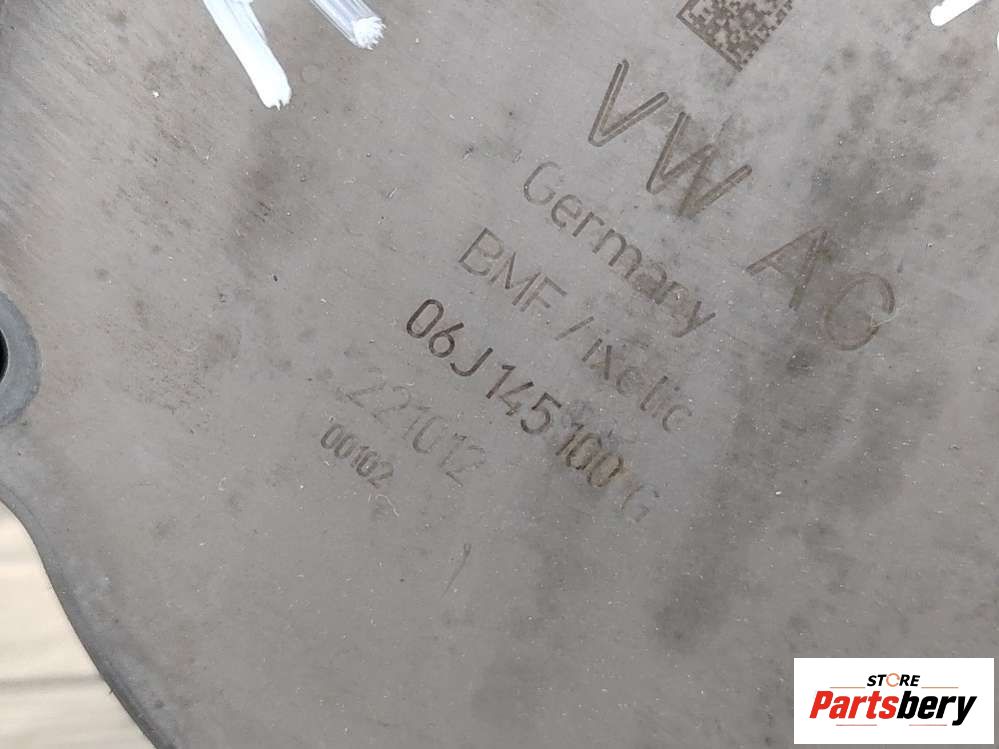 VW AG
Germany
BMF / ixetic
06J 145 100 G
221012
00102
STORE
Partsbery